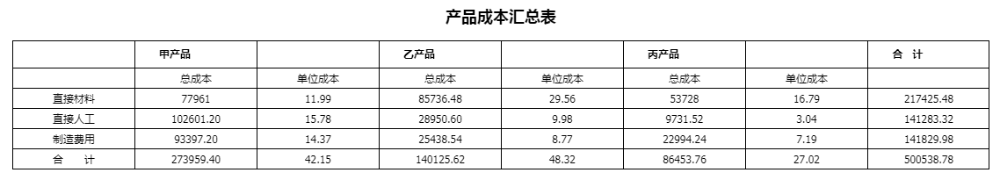 产品成本汇总表
甲产品 乙产品 丙产品 合 计
总成本 单位成本 总成本 单位成本 总成本 单位成本
直接材料 77961 11.99 85736.48 29.56 53728 16.79 217425.48
直接人工 102601.20 15.78 28950.60 9.98 9731.52 3.04 141283.32
制造费用 93397.20 14.37 25438.54 8.77 22994.24 7.19 141829.98
合 计 273959.40 42.15 140125.62 48.32 86453.76 27.02 500538.78